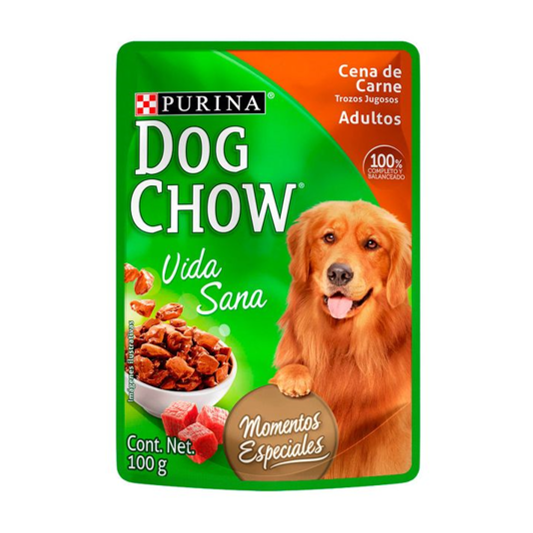 PURINA®
DOG
CHOW®
Vida
Sana
Cena de
Carne
Trozos Jugosos
Adultos
100%
COMPLETO Y
BALANCEADO
Imágenes ilustrativas
Momentos
Especiales
Cont. Net.
100 g